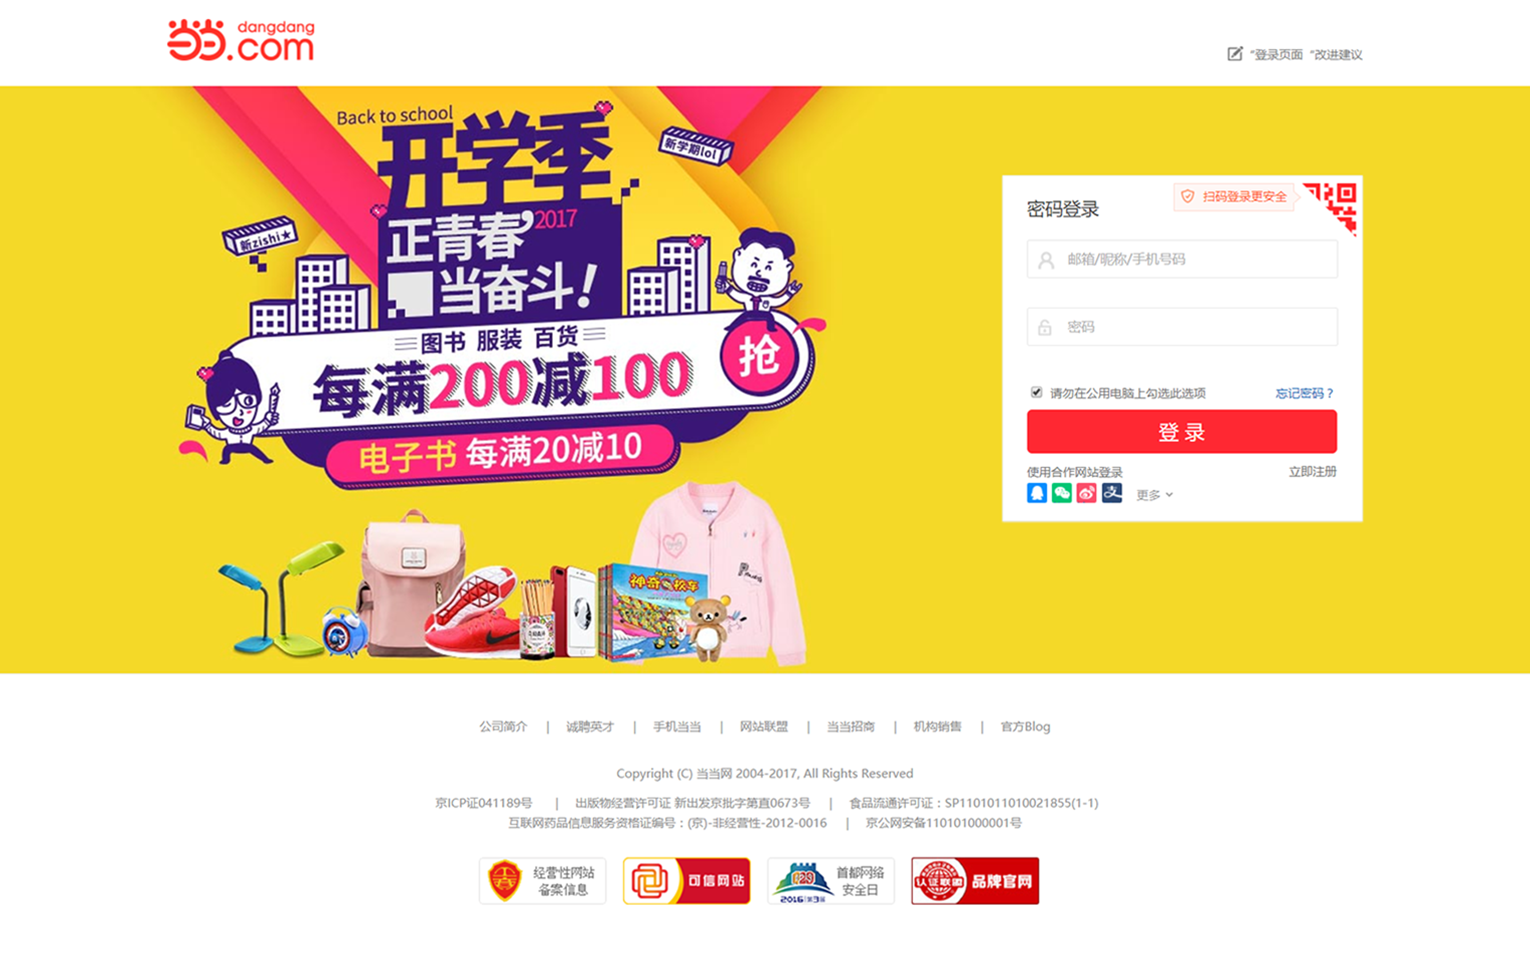 dangdang
.com
“登录页面 “改进建议
Back to school
开学季
新学期lol
正青春’2017
新zishi★
当奋斗！
图书 服装 百货
每满200减100
抢
电子书 每满20减10
神奇校车
扫码登录更安全
密码登录
邮箱/昵称/手机号码
密码
请勿在公用电脑上勾选此选项 忘记密码？
登 录
使用合作网站登录 立即注册
更多
公司简介 | 诚聘英才 | 手机当当 | 网站联盟 | 当当招商 | 机构销售 | 官方Blog
Copyright (C) 当当网 2004-2017, All Rights Reserved
京ICP证041189号 | 出版物经营许可证 新出发京批字第直0673号 | 食品流通许可证：SP1101011010021855(1-1)
互联网药品信息服务资格证编号：(京)-非经营性-2012-0016 | 京公网安备110101000001号
经营性网站
备案信息
可信网站
429
2016 第3届
首都网络
安全日
认证联盟
品牌官网